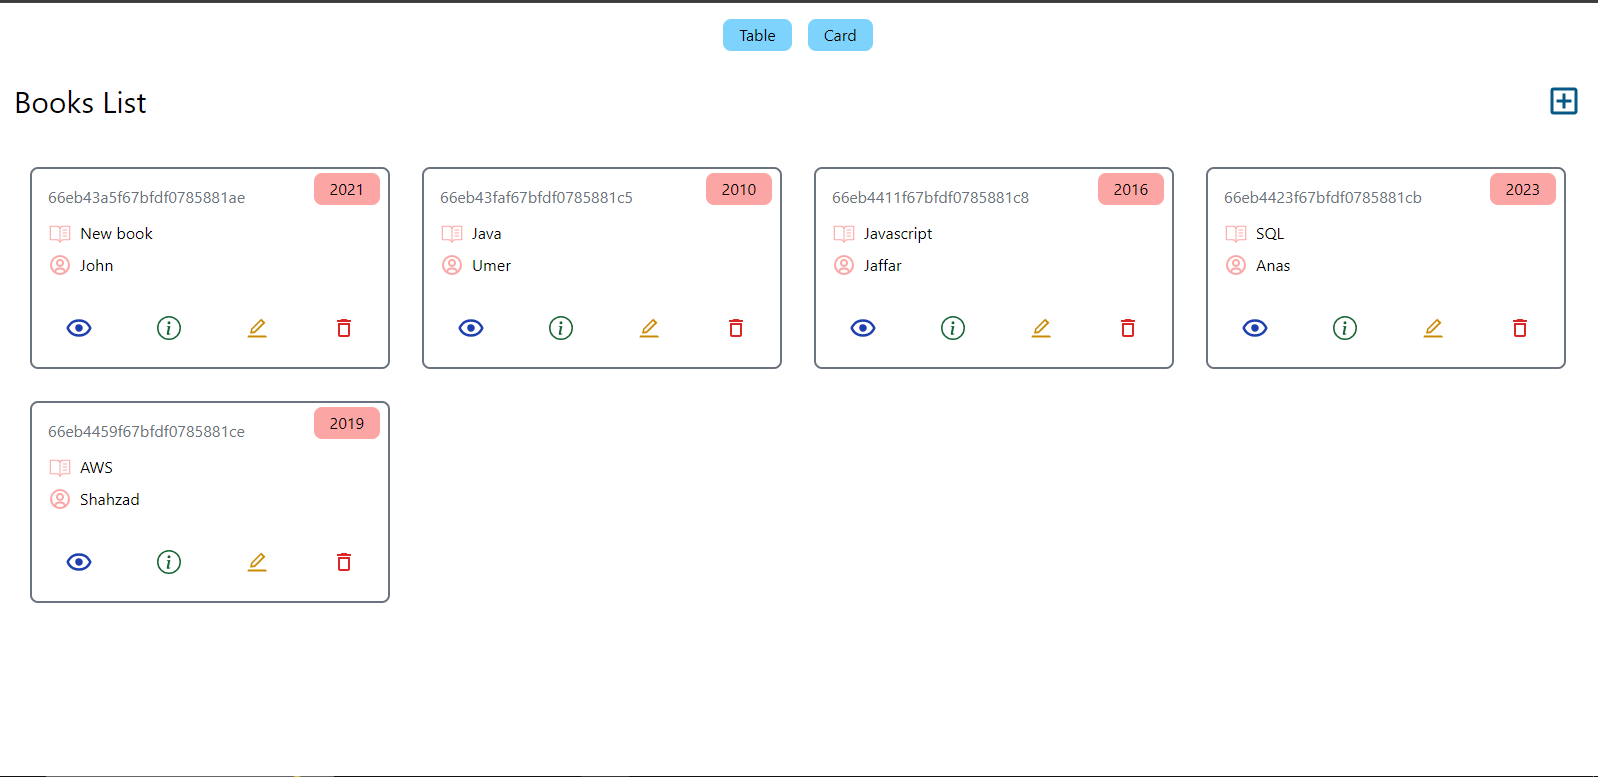 Table Card
Books List
66eb43a5f67bfdf0785881ae 2021
New book
John
66eb43faf67bfdf0785881c5 2010
Java
Umer
66eb4411f67bfdf0785881c8 2016
Javascript
Jaffar
66eb4423f67bfdf0785881cb 2023
SQL
Anas
66eb4459f67bfdf0785881ce 2019
AWS
Shahzad